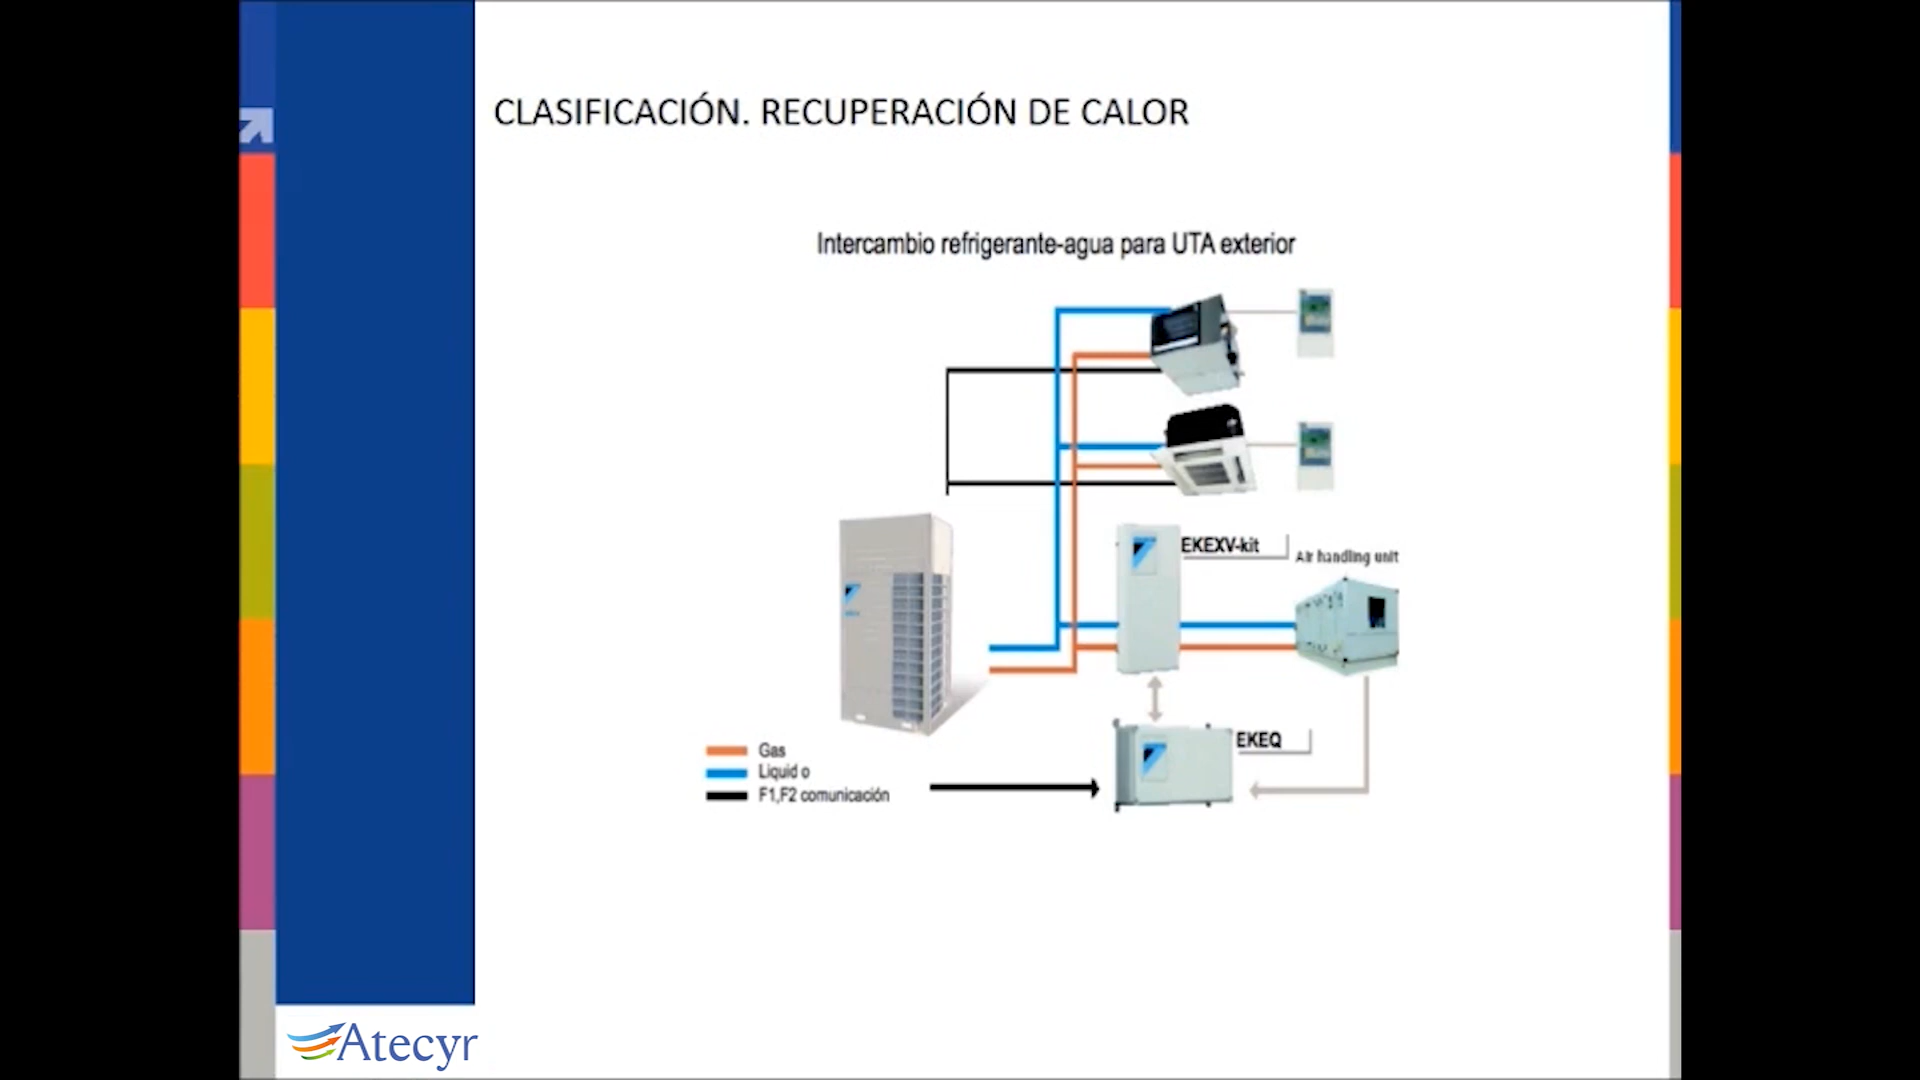 CLASIFICACIÓN. RECUPERACIÓN DE CALOR
Intercambio refrigerante-agua para UTA exterior
EKEXV-kit
Air handling unit
EKEQ
Gas
Liquid o
F1,F2 comunicación
Atecyr